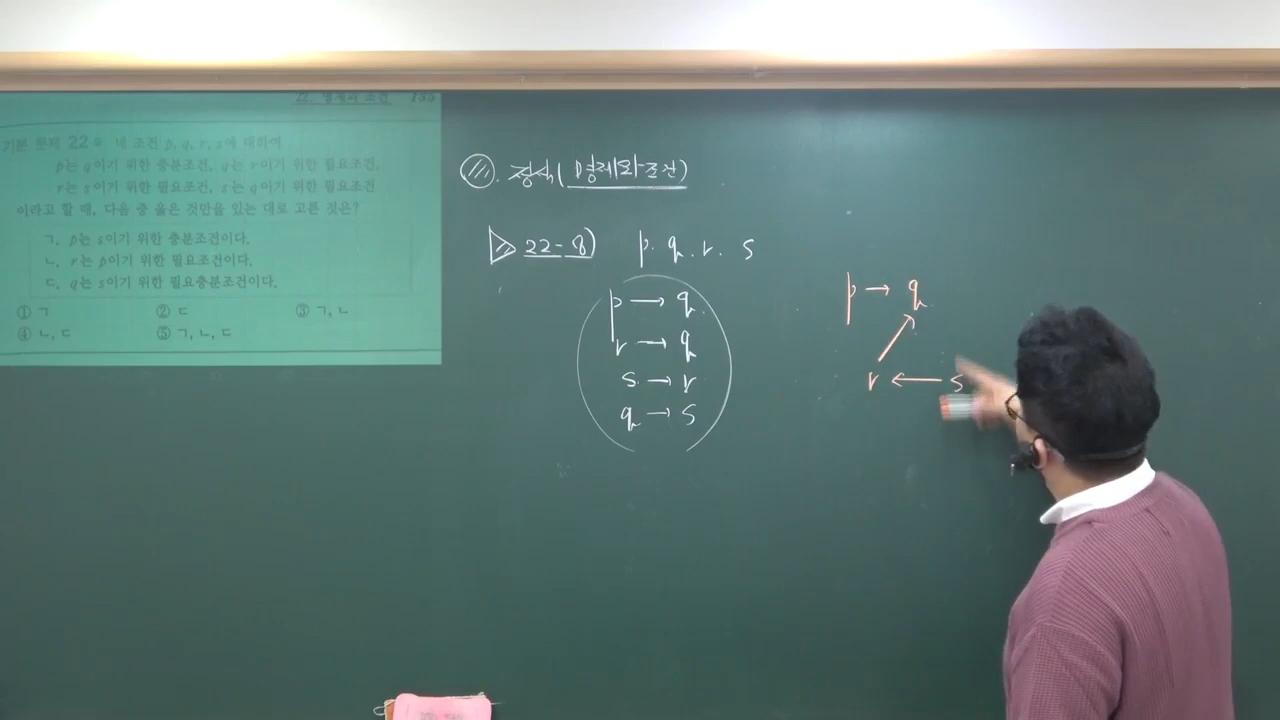 22. 명제와 조건 155
기본 문제 22-8 네 조건 p, q, r, s에 대하여
p는 q이기 위한 충분조건, q는 r이기 위한 필요조건,
r는 s이기 위한 필요조건, s는 q이기 위한 필요조건
이라고 할 때, 다음 중 옳은 것만을 있는 대로 고른 것은?
ㄱ. p는 s이기 위한 충분조건이다.
ㄴ. r는 p이기 위한 필요조건이다.
ㄷ. q는 s이기 위한 필요충분조건이다.
① ㄱ ② ㄷ ③ ㄱ, ㄴ
④ ㄴ, ㄷ ⑤ ㄱ, ㄴ, ㄷ
정석(명제와 조건)
22-8) p. q. r. s
p → q.
r → q
s. → r
q → s
p → q
r ← s